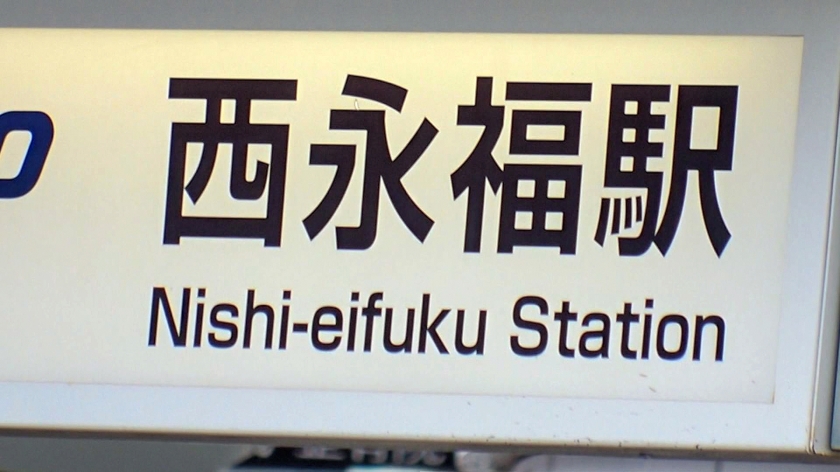 西永福駅
Nishi-eifuku Station